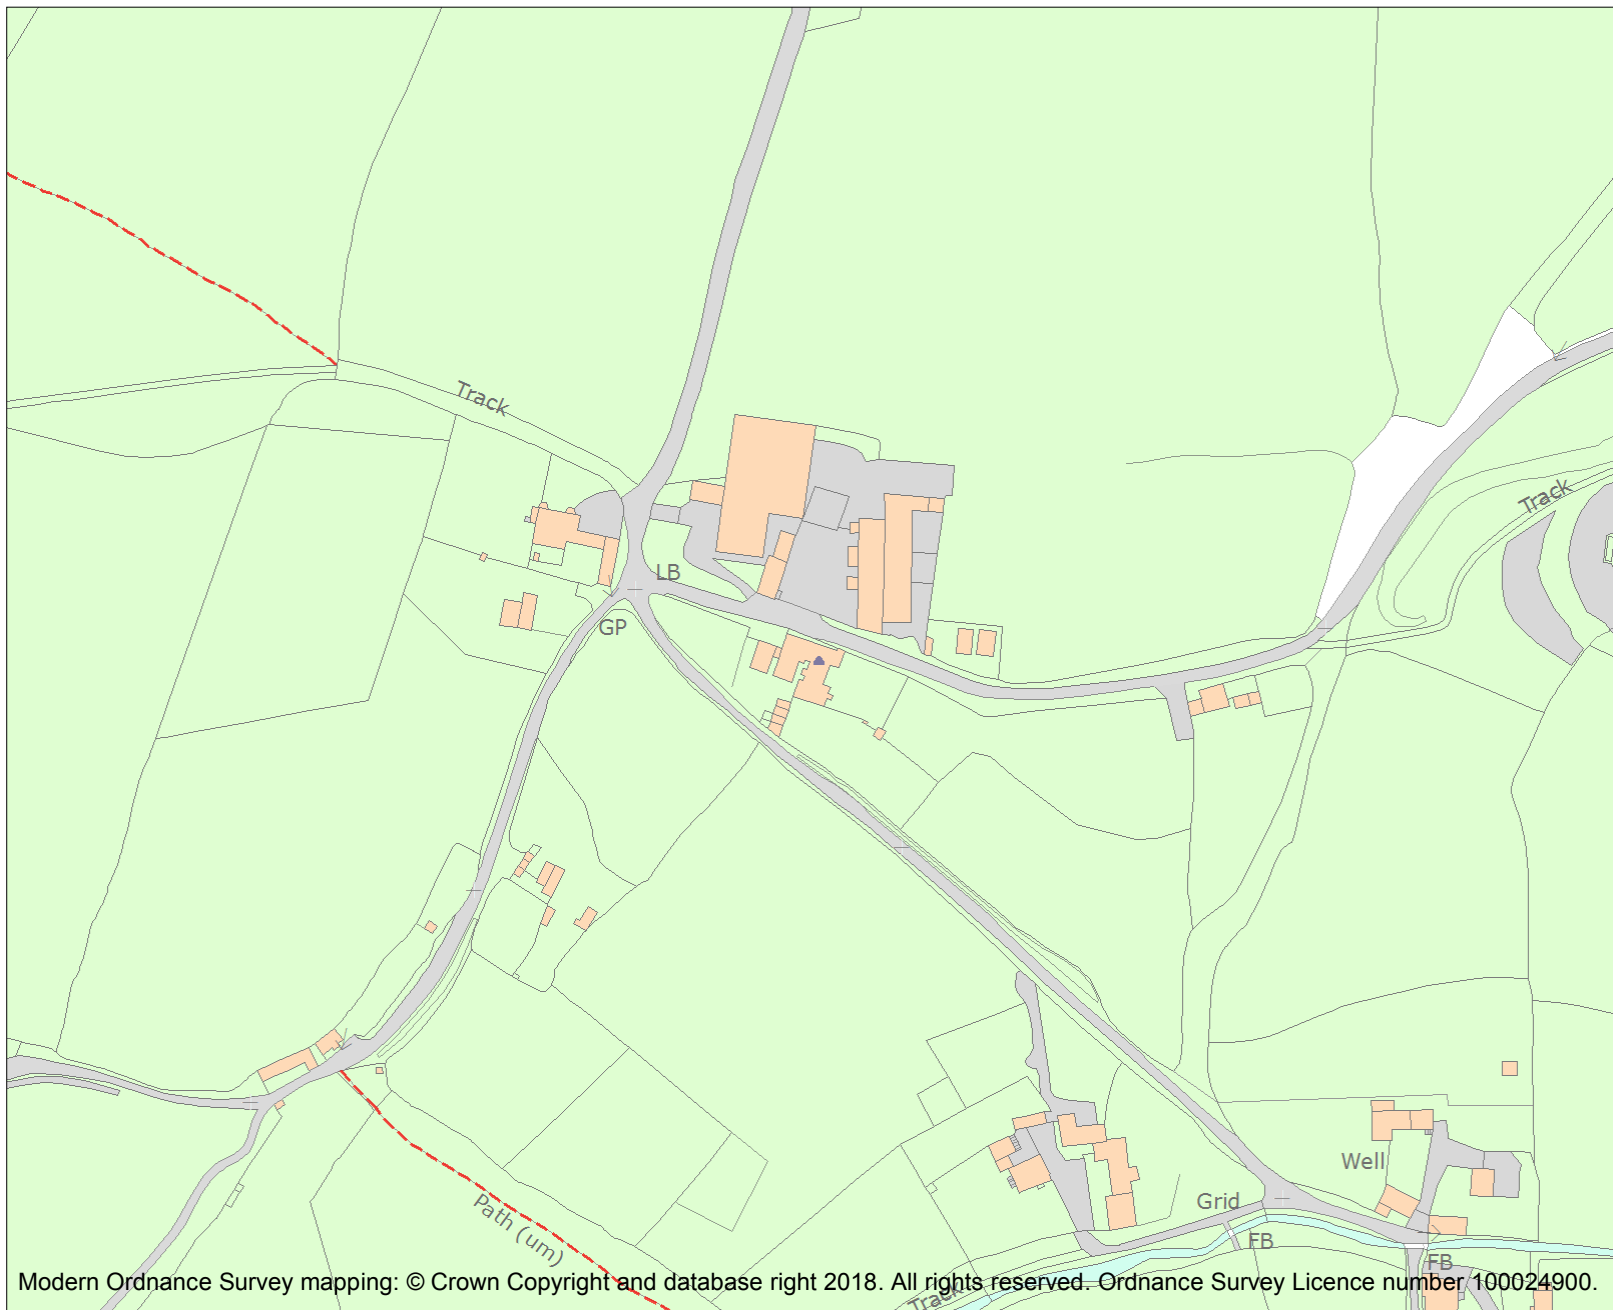 Track
Track
LB
GP
Well
Grid
FB
Path (um)
FB
Modern Ordnance Survey mapping: © Crown Copyright and database right 2018. All rights reserved. Ordnance Survey Licence number 100024900.
Track